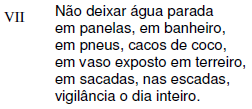 VII
Não deixar água parada
em panelas, em banheiro,
em pneus, cacos de coco,
em vaso exposto em terreiro,
em sacadas, nas escadas,
vigilância o dia inteiro.